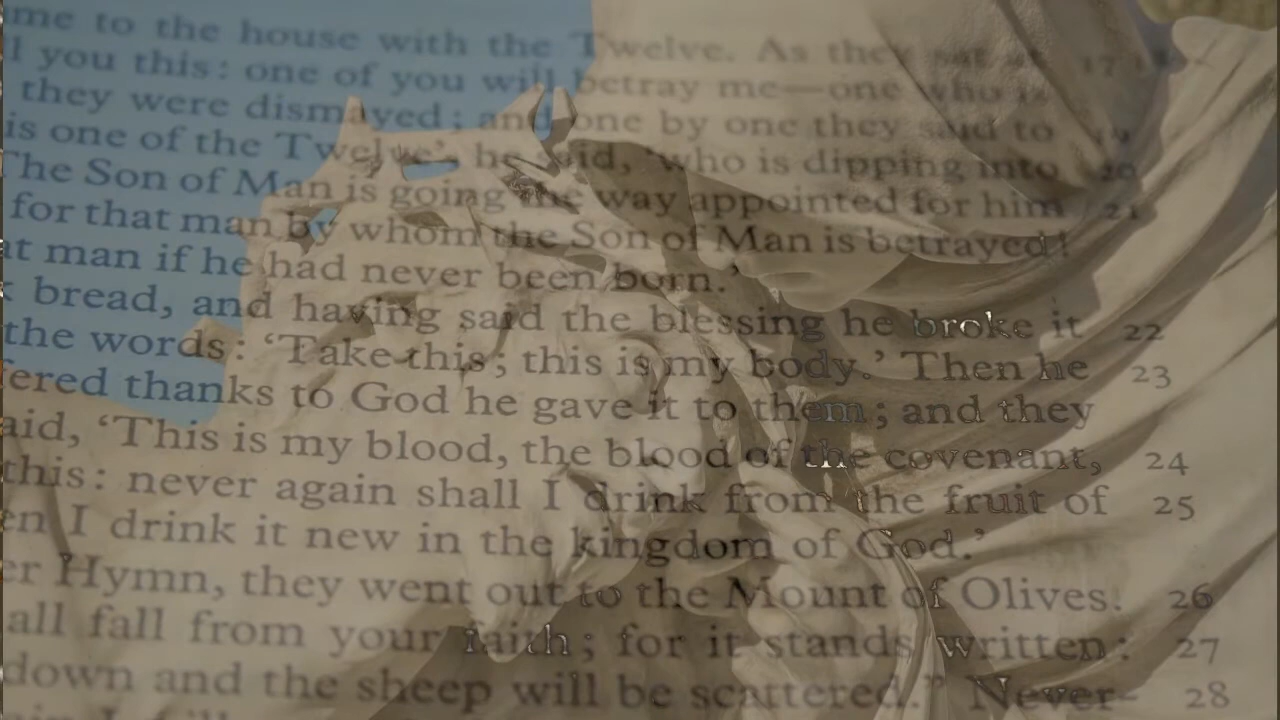 me to the house with the Twelve. As they sat at 17
l you this: one of you will betray me—one who is
they were dismayed; and one by one they said to 19
is one of the Twelve', he said, 'who is dipping into 20
The Son of Man is going the way appointed for him 21
for that man by whom the Son of Man is betrayed!
at man if he had never been born.'
bread, and having said the blessing he broke it 22
the words: 'Take this; this is my body.' Then he 23
ered thanks to God he gave it to them; and they
aid, 'This is my blood, the blood of the covenant, 24
this: never again shall I drink from the fruit of 25
en I drink it new in the kingdom of God.'
er Hymn, they went out to the Mount of Olives. 26
all fall from your faith; for it stands written: 27
down and the sheep will be scattered." Never- 28